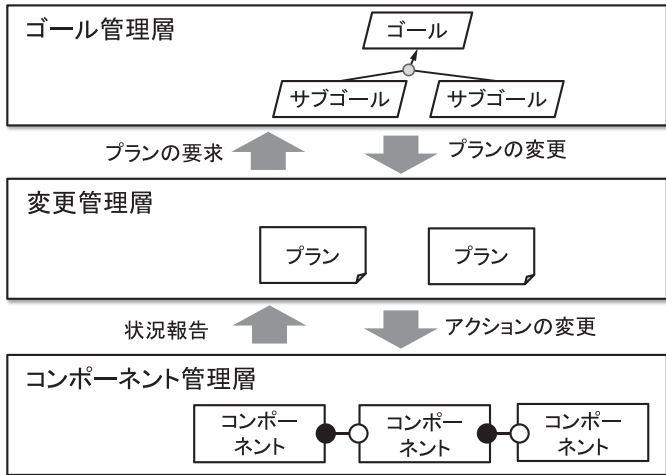 ゴール管理層
ゴール
サブゴール
サブゴール
プランの要求
プランの変更
変更管理層
プラン
プラン
状況報告
アクションの変更
コンポーネント管理層
コンポー
ネント
コンポー
ネント
コンポー
ネント